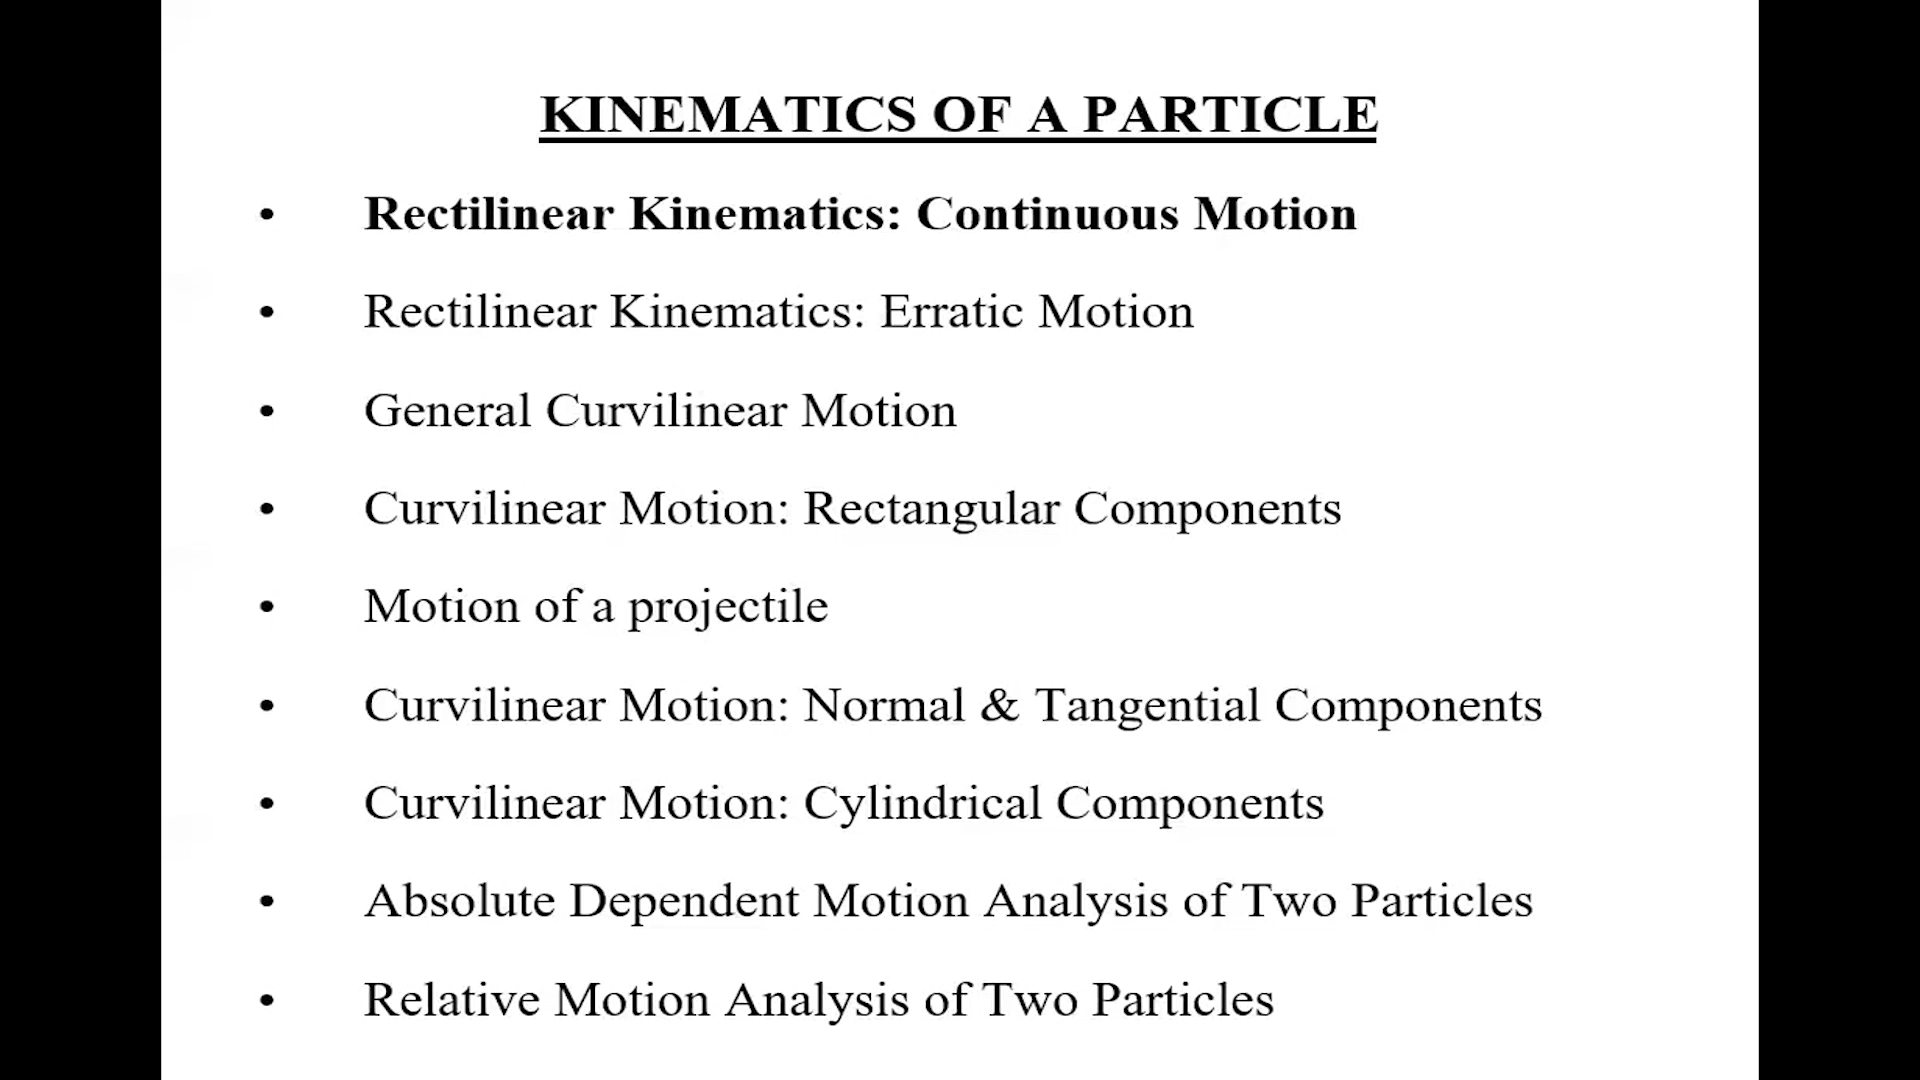 KINEMATICS OF A PARTICLE
• Rectilinear Kinematics: Continuous Motion
• Rectilinear Kinematics: Erratic Motion
• General Curvilinear Motion
• Curvilinear Motion: Rectangular Components
• Motion of a projectile
• Curvilinear Motion: Normal & Tangential Components
• Curvilinear Motion: Cylindrical Components
• Absolute Dependent Motion Analysis of Two Particles
• Relative Motion Analysis of Two Particles